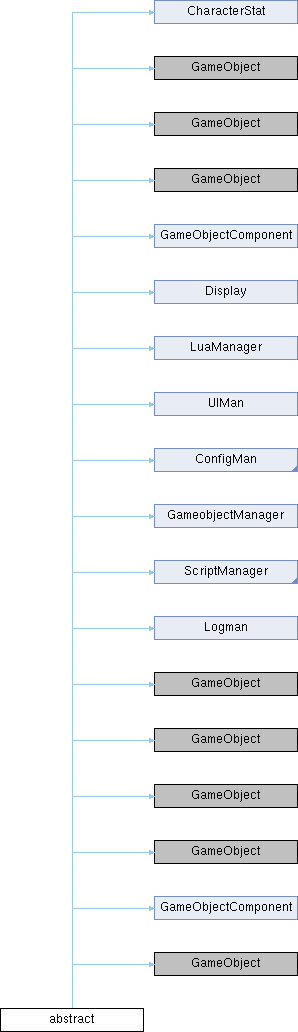 CharacterStat
GameObject
GameObject
GameObject
GameObjectComponent
Display
LuaManager
UIMan
ConfigMan
GameobjectManager
ScriptManager
Logman
GameObject
GameObject
GameObject
GameObject
GameObjectComponent
GameObject
abstract